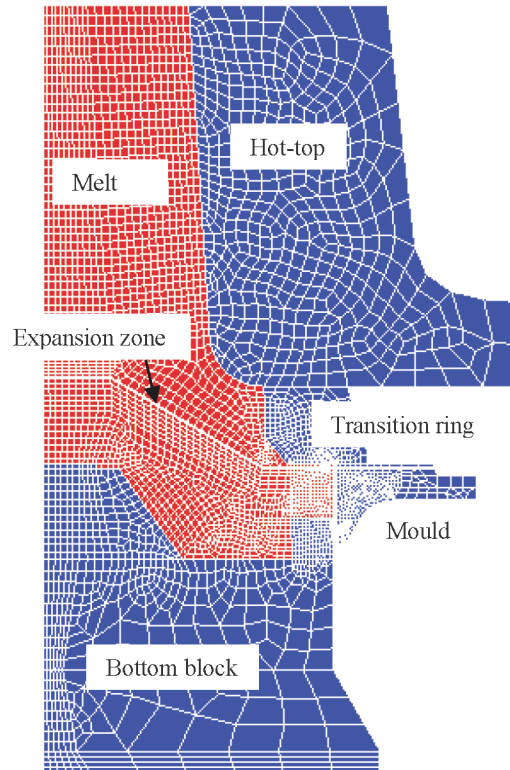 Hot-top
Melt
Expansion zone
Transition ring
Mould
Bottom block